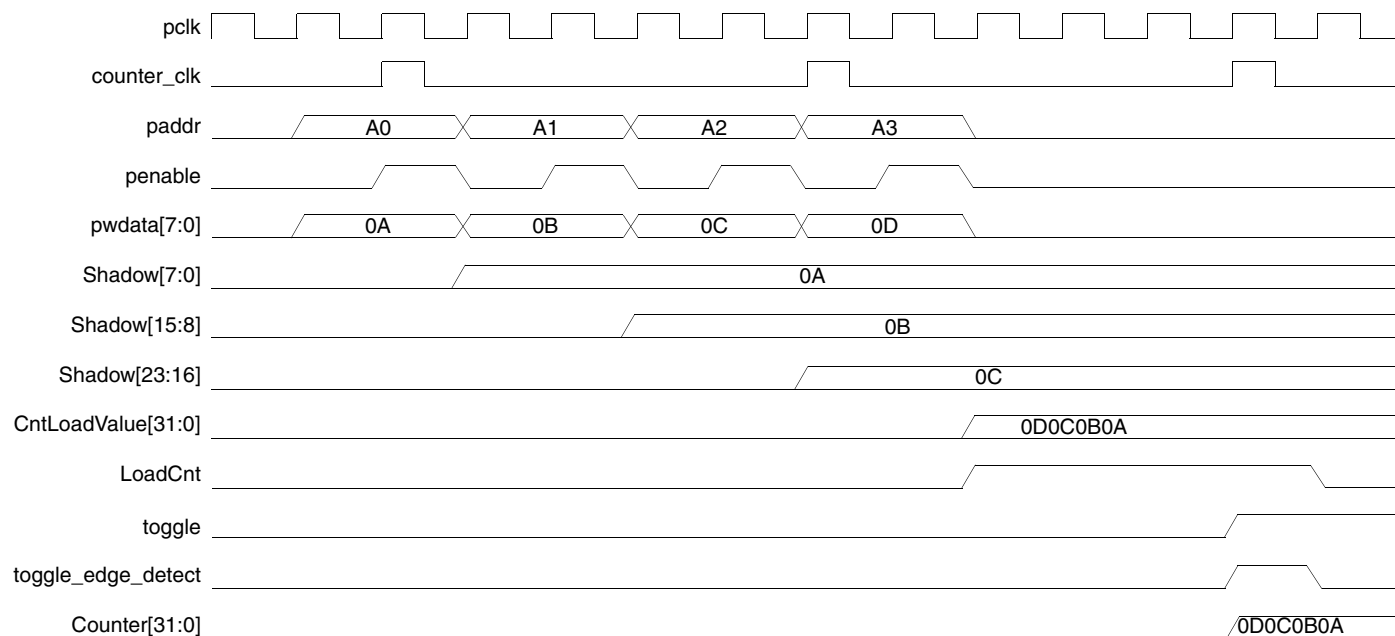 pclk
counter_clk
paddr A0 A1 A2 A3
penable
pwdata[7:0] 0A 0B 0C 0D
Shadow[7:0] 0A
Shadow[15:8] 0B
Shadow[23:16] 0C
CntLoadValue[31:0] 0D0C0B0A
LoadCnt
toggle
toggle_edge_detect
Counter[31:0] 0D0C0B0A